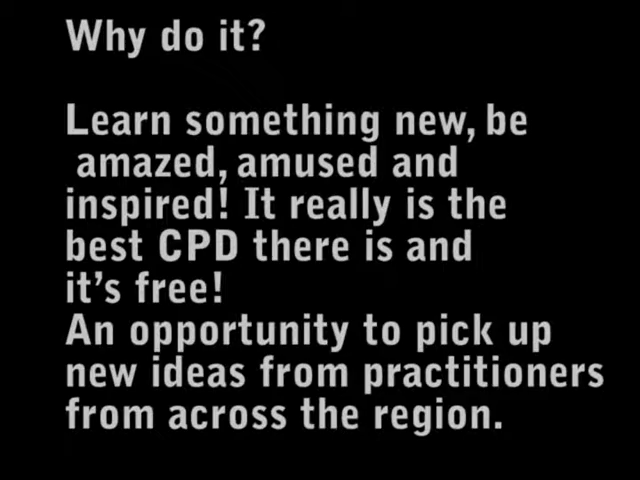 Why do it?
Learn something new, be
amazed, amused and
inspired! It really is the
best CPD there is and
it's free!
An opportunity to pick up
new ideas from practitioners
from across the region.